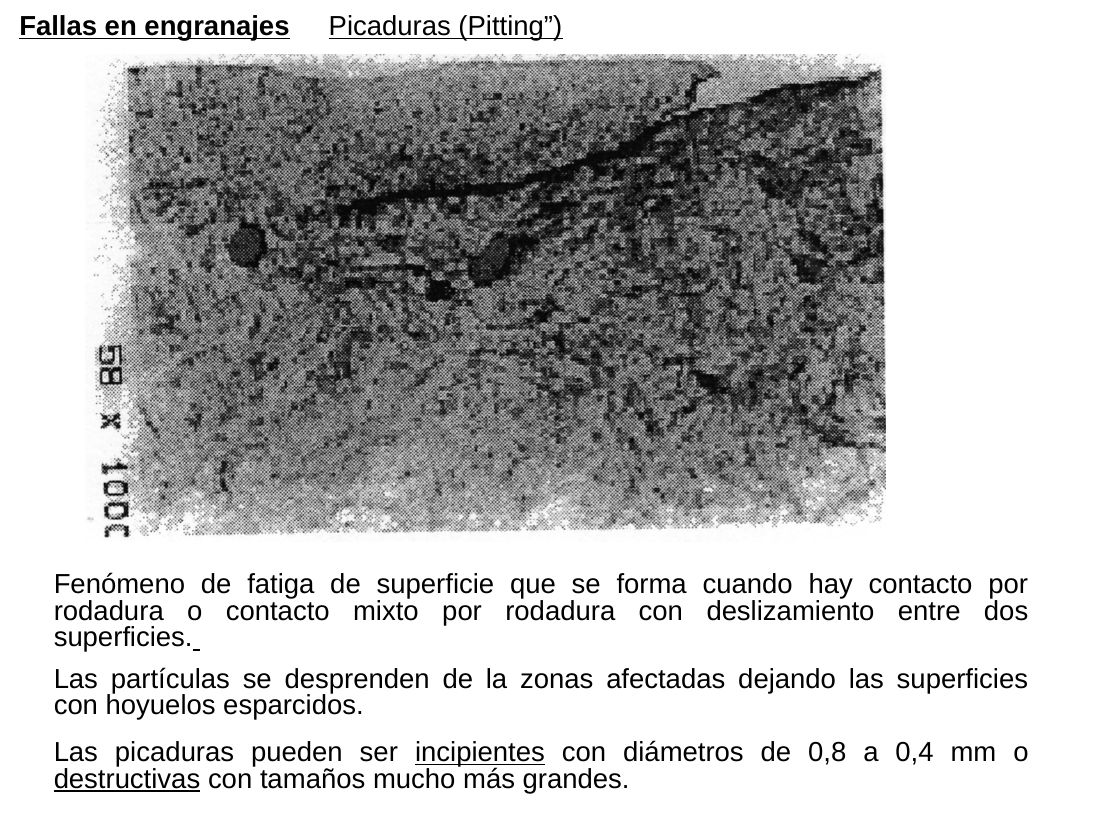 Fallas en engranajes Picaduras (Pitting”)
58 x 100
Fenómeno de fatiga de superficie que se forma cuando hay contacto por
rodadura o contacto mixto por rodadura con deslizamiento entre dos
superficies.
Las partículas se desprenden de la zonas afectadas dejando las superficies
con hoyuelos esparcidos.
Las picaduras pueden ser incipientes con diámetros de 0,8 a 0,4 mm o
destructivas con tamaños mucho más grandes.